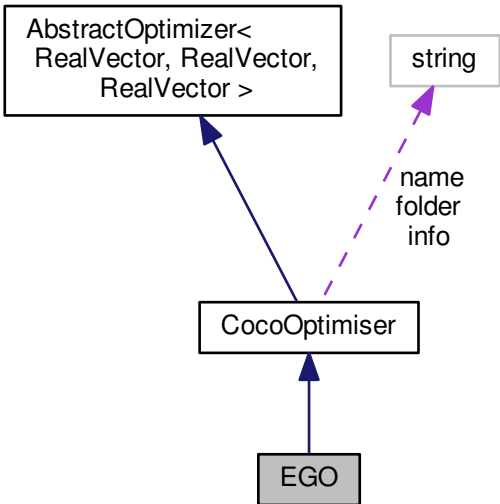 AbstractOptimizer<
RealVector, RealVector,
RealVector >
string
name
folder
info
CocoOptimiser
EGO